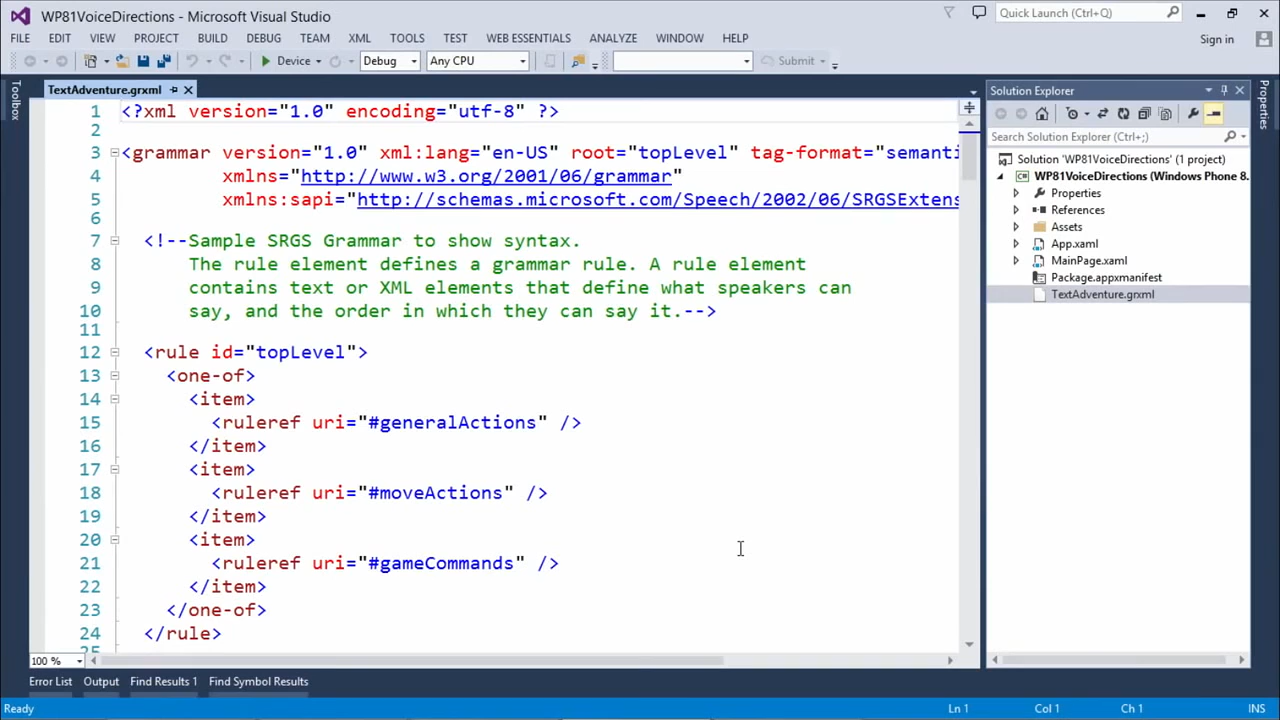 WP81VoiceDirections - Microsoft Visual Studio
Quick Launch (Ctrl+Q)
FILE EDIT VIEW PROJECT BUILD DEBUG TEAM XML TOOLS TEST WEB ESSENTIALS ANALYZE WINDOW HELP
Sign in
Device Debug Any CPU Submit
Toolbox
TextAdventure.grxml
1 <?xml version="1.0" encoding="utf-8" ?>
2
3 <grammar version="1.0" xml:lang="en-US" root="topLevel" tag-format="semanti
4 xmlns="http://www.w3.org/2001/06/grammar"
5 xmlns:sapi="http://schemas.microsoft.com/Speech/2002/06/SRGSExtens
6
7 <!--Sample SRGS Grammar to show syntax.
8 The rule element defines a grammar rule. A rule element
9 contains text or XML elements that define what speakers can
10 say, and the order in which they can say it.-->
11
12 <rule id="topLevel">
13 <one-of>
14 <item>
15 <ruleref uri="#generalActions" />
16 </item>
17 <item>
18 <ruleref uri="#moveActions" />
19 </item>
20 <item>
21 <ruleref uri="#gameCommands" />
22 </item>
23 </one-of>
24 </rule>
25
100 %
Solution Explorer
Search Solution Explorer (Ctrl+;)
Solution 'WP81VoiceDirections' (1 project)
WP81VoiceDirections (Windows Phone 8.
Properties
References
Assets
App.xaml
MainPage.xaml
Package.appxmanifest
TextAdventure.grxml
Properties
Error List Output Find Results 1 Find Symbol Results
Ready Ln 1 Col 1 Ch 1 INS